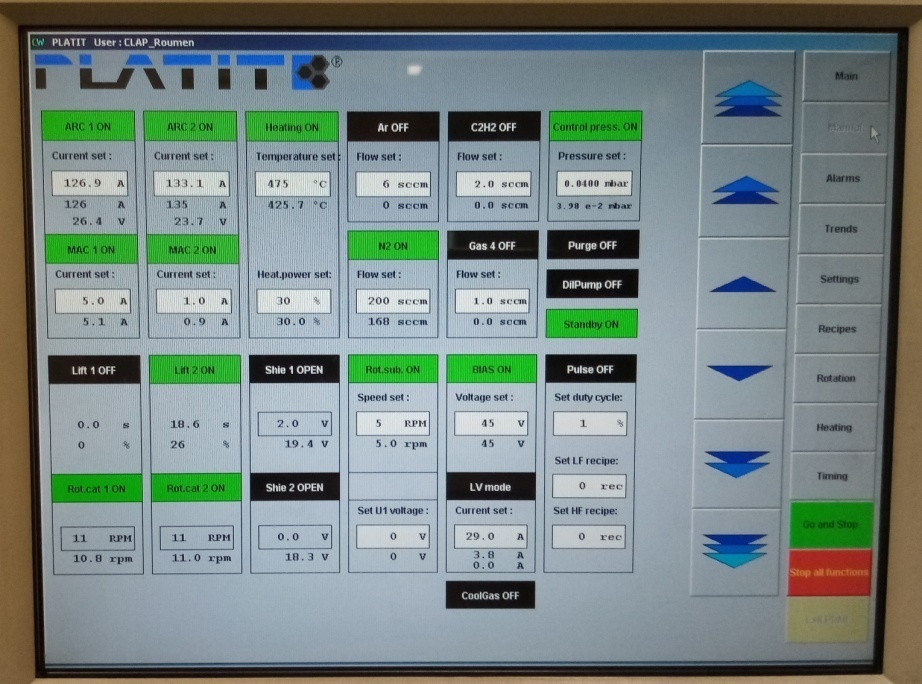 CW PLATIT User : CLAP_Roumen
PLATIT ®
ARC 1 ON
Current set :
126.9 A
126 A
26.4 V
ARC 2 ON
Current set :
133.1 A
135 A
23.7 V
Heating ON
Temperature set:
475 °C
425.7 °C
Heat.power set:
30 %
30.0 %
Ar OFF
Flow set :
6 sccm
0 sccm
C2H2 OFF
Flow set :
2.0 sccm
0.0 sccm
Control press. ON
Pressure set :
0.0400 mbar
3.98 e-2 mbar
MAC 1 ON
Current set :
5.0 A
5.1 A
MAC 2 ON
Current set :
1.0 A
0.9 A
N2 ON
Flow set :
200 sccm
168 sccm
Gas 4 OFF
Flow set :
1.0 sccm
0.0 sccm
Purge OFF
DifPump OFF
Standby ON
Lift 1 OFF
0.0 s
0 %
Lift 2 ON
18.6 s
26 %
Shie 1 OPEN
2.0 V
19.4 V
Rot.sub. ON
Speed set :
5 RPM
5.0 rpm
BIAS ON
Voltage set :
45 V
45 V
Pulse OFF
Set duty cycle:
1 %
Set LF recipe:
0 rec
Set HF recipe:
0 rec
Rot.cat 1 ON
11 RPM
10.8 rpm
Rot.cat 2 ON
11 RPM
11.0 rpm
Shie 2 OPEN
0.0 V
18.3 V
Set U1 voltage :
0 V
0 V
LV mode
Current set :
29.0 A
3.8 A
0.0 A
CoolGas OFF
Main
Manual
Alarms
Trends
Settings
Recipes
Rotation
Heating
Timing
Go and Stop
Stop all functions